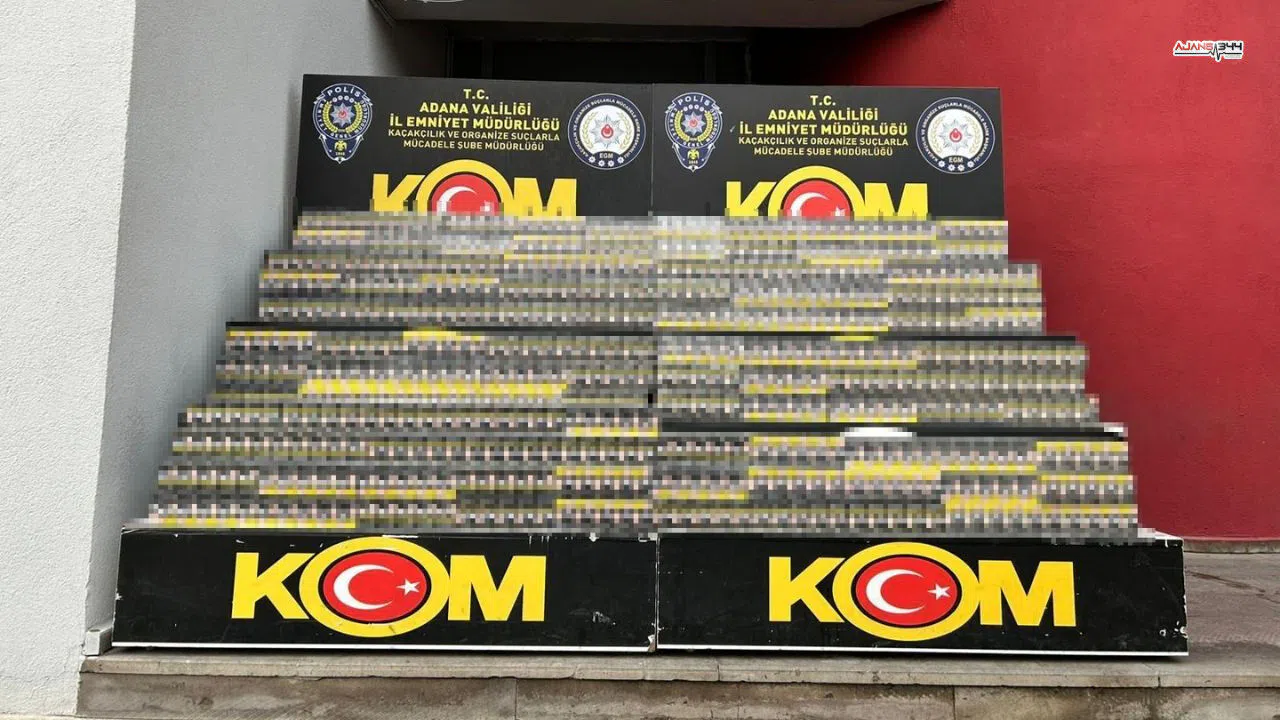 AJANS 344
POLİS
T.C.
ADANA VALİLİĞİ
İL EMNİYET MÜDÜRLÜĞÜ
KAÇAKÇILIK VE ORGANİZE SUÇLARLA
MÜCADELE ŞUBE MÜDÜRLÜĞÜ
EGM
KOM
POLİS
T.C.
ADANA VALİLİĞİ
İL EMNİYET MÜDÜRLÜĞÜ
KAÇAKÇILIK VE ORGANİZE SUÇLARLA
MÜCADELE ŞUBE MÜDÜRLÜĞÜ
EGM
KOM
KOM
KOM